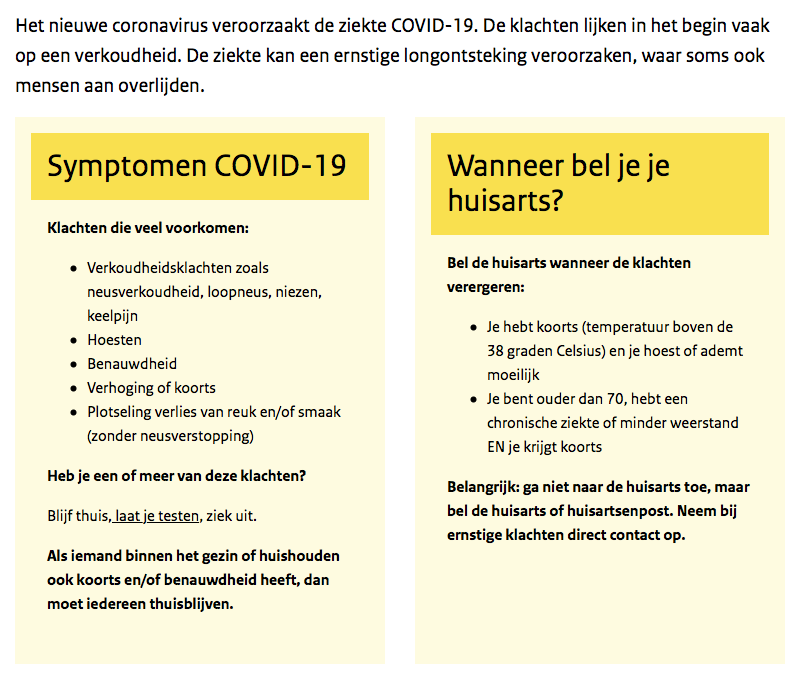 Het nieuwe coronavirus veroorzaakt de ziekte COVID-19. De klachten lijken in het begin vaak
op een verkoudheid. De ziekte kan een ernstige longontsteking veroorzaken, waar soms ook
mensen aan overlijden.
Symptomen COVID-19
Klachten die veel voorkomen:
• Verkoudheidsklachten zoals
neusverkoudheid, loopneus, niezen,
keelpijn
• Hoesten
• Benauwdheid
• Verhoging of koorts
• Plotseling verlies van reuk en/of smaak
(zonder neusverstopping)
Heb je een of meer van deze klachten?
Blijf thuis, laat je testen, ziek uit.
Als iemand binnen het gezin of huishouden
ook koorts en/of benauwdheid heeft, dan
moet iedereen thuisblijven.
Wanneer bel je je
huisarts?
Bel de huisarts wanneer de klachten
verergeren:
• Je hebt koorts (temperatuur boven de
38 graden Celsius) en je hoest of ademt
moeilijk
• Je bent ouder dan 70, hebt een
chronische ziekte of minder weerstand
EN je krijgt koorts
Belangrijk: ga niet naar de huisarts toe, maar
bel de huisarts of huisartsenpost. Neem bij
ernstige klachten direct contact op.